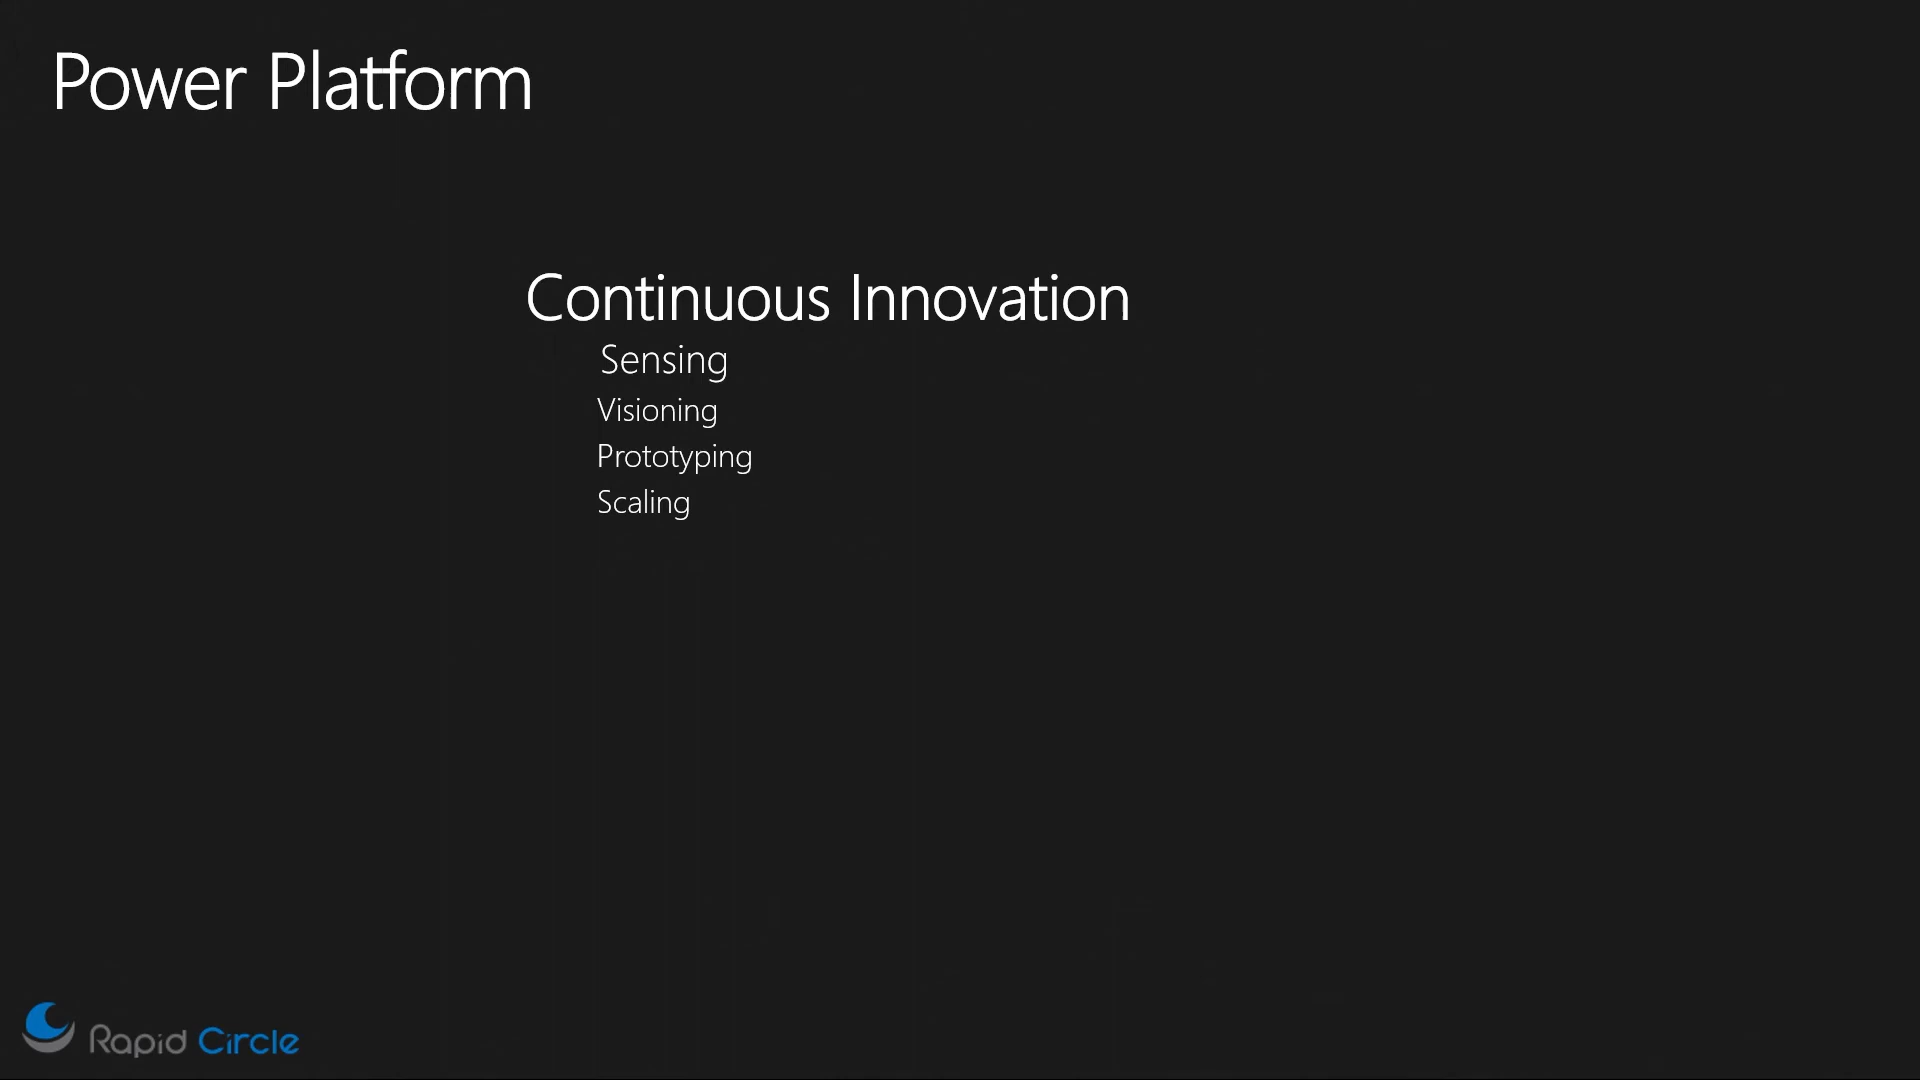 Power Platform
Continuous Innovation
Sensing
Visioning
Prototyping
Scaling
Rapid Circle